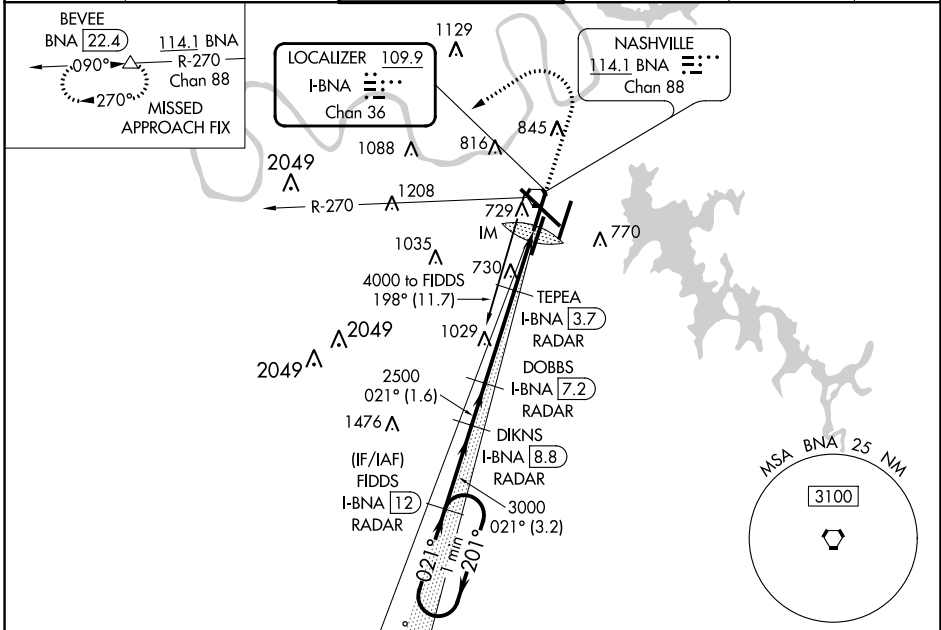 BEVEE
BNA 22.4
090°
270°
114.1 BNA
R-270
Chan 88
MISSED
APPROACH FIX
LOCALIZER 109.9
I-BNA
Chan 36
1129
NASHVILLE
114.1 BNA
Chan 88
845
816
1088
2049
R-270
1208
729
IM
770
1035
730
4000 to FIDDS
198° (11.7)
TEPEA
I-BNA 3.7
RADAR
1029
2049
2049
DOBBS
I-BNA 7.2
RADAR
2500
021° (1.6)
1476
DIKNS
I-BNA 8.8
RADAR
(IF/IAF)
FIDDS
I-BNA 12
RADAR
3000
021° (3.2)
021°
1 min
201°
MSA BNA 25 NM
3100